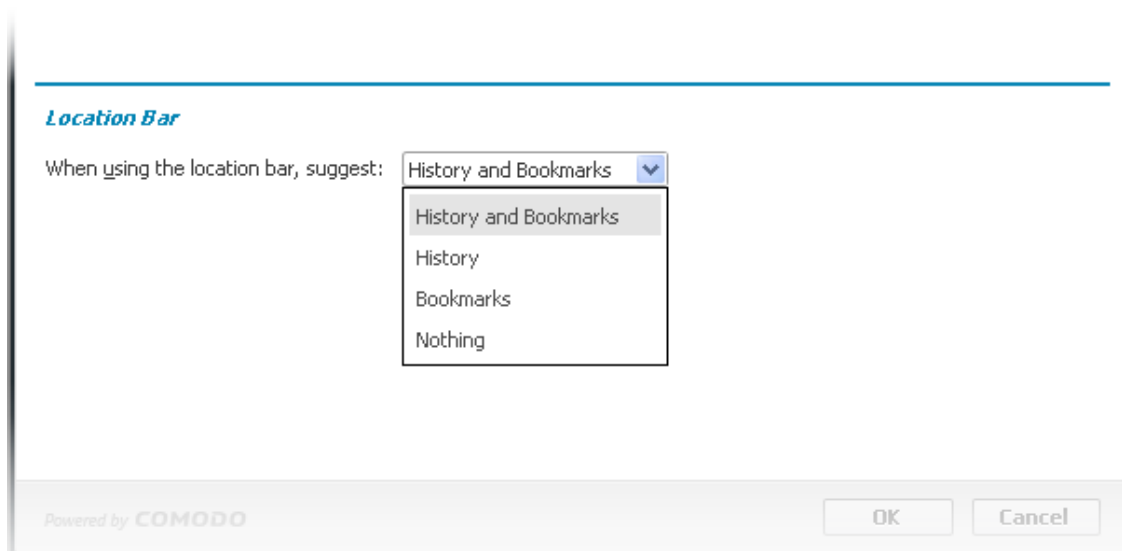 Location Bar
When using the location bar, suggest: History and Bookmarks
History and Bookmarks
History
Bookmarks
Nothing
Powered by COMODO OK Cancel